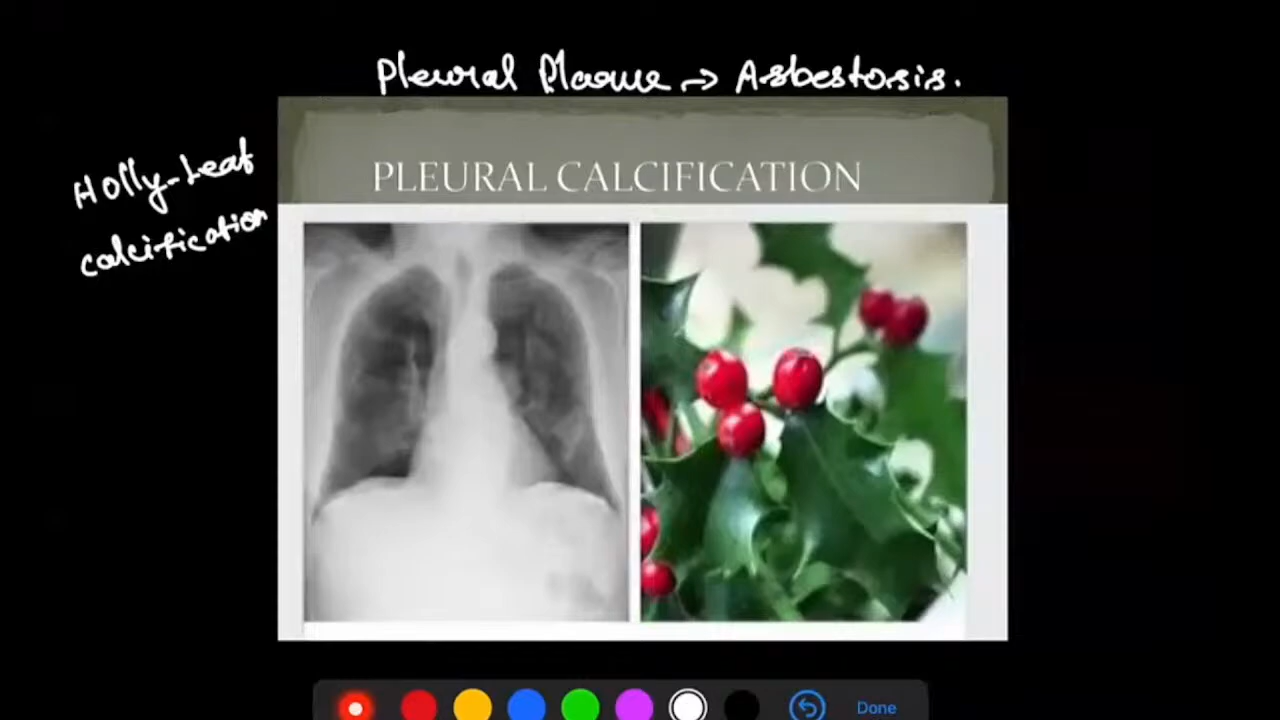 Pleural Plaque → Asbestosis.
Holly-Leaf
calcification
PLEURAL CALCIFICATION
Done